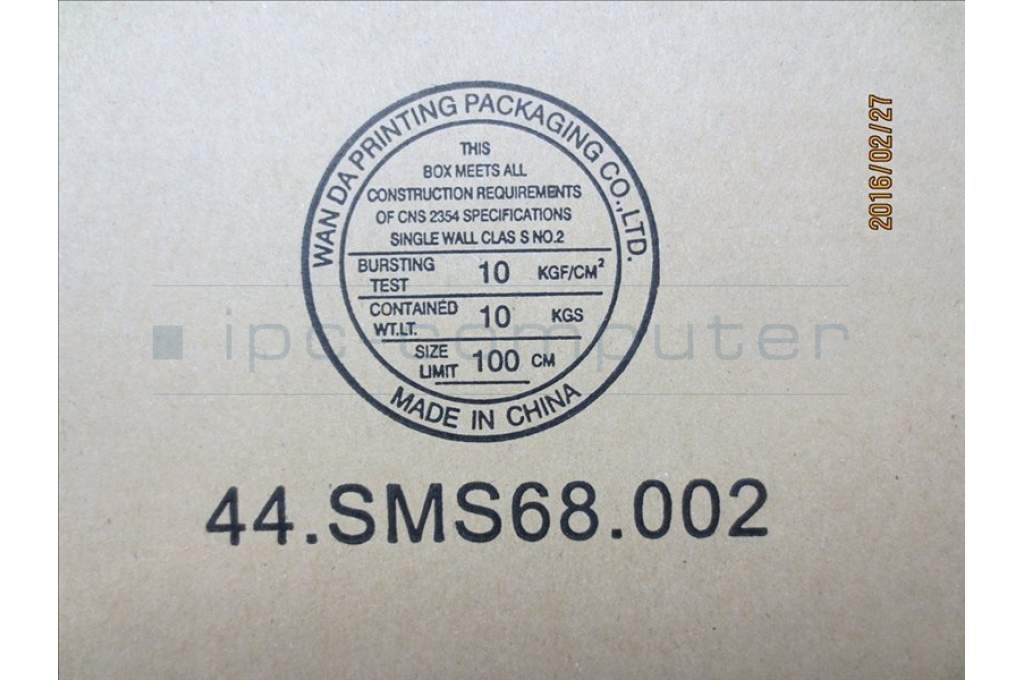 WAN DA PRINTING PACKAGING CO.,LTD.
THIS
BOX MEETS ALL
CONSTRUCTION REQUIREMENTS
OF CNS 2354 SPECIFICATIONS
SINGLE WALL CLAS S NO.2
BURSTING TEST 10 KGF/CM²
CONTAINED WT.LT. 10 KGS
SIZE LIMIT 100 CM
MADE IN CHINA
44.SMS68.002
2016/02/27
ipc-computer